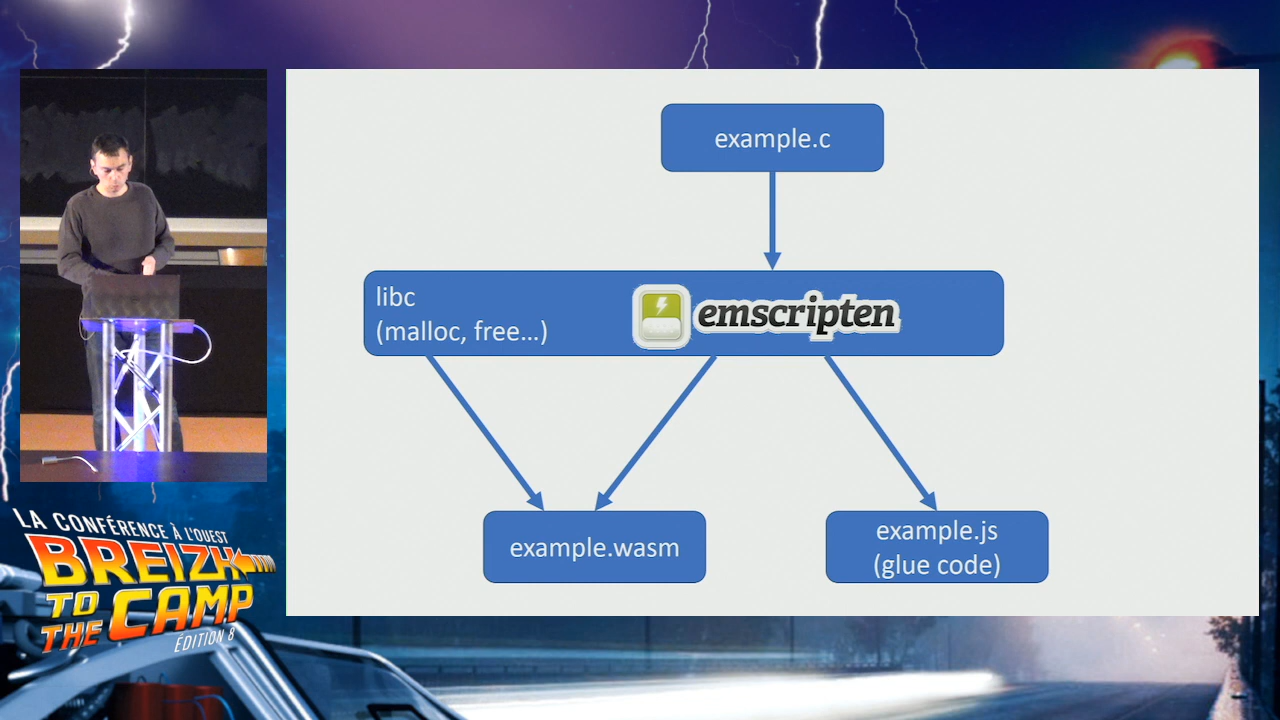 example.c
libc
(malloc, free...)
emscripten
example.wasm
example.js
(glue code)
LA CONFÉRENCE À L'OUEST
BREIZH
TO
THE CAMP
ÉDITION 8